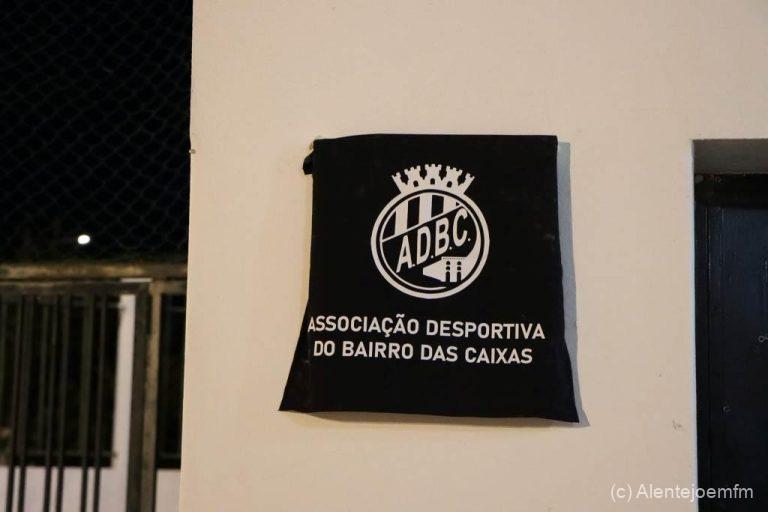 A.D.B.C.
ASSOCIAÇÃO DESPORTIVA
DO BAIRRO DAS CAIXAS
(c) Alentejoemfm